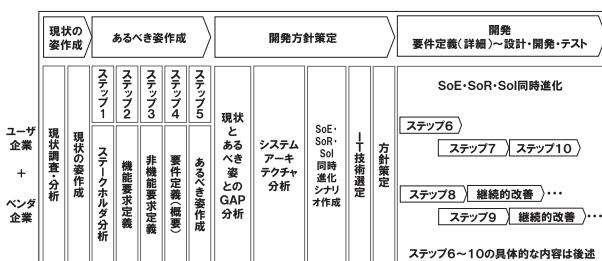 現状の
姿作成
あるべき姿作成
開発方針策定
開発
要件定義(詳細)～設計・開発・テスト
ユーザ
企業
+
ベンダ
企業
現状調査・分析
現状の姿作成
ステップ1
ステークホルダ分析
ステップ2
機能要求定義
ステップ3
非機能要求定義
ステップ4
要件定義(概要)
ステップ5
あるべき姿作成
現状
とあ
るべ
き姿
との
GAP
分析
システム
アーキ
テクチャ
分析
SoE・
SoR・
SoI
同時
進化
シナリ
オ作成
IT技術選定
方針策定
SoE・SoR・SoI同時進化
ステップ6
ステップ7
ステップ10
ステップ8
継続的改善
・・・
ステップ9
継続的改善
・・・
ステップ6～10の具体的な内容は後述